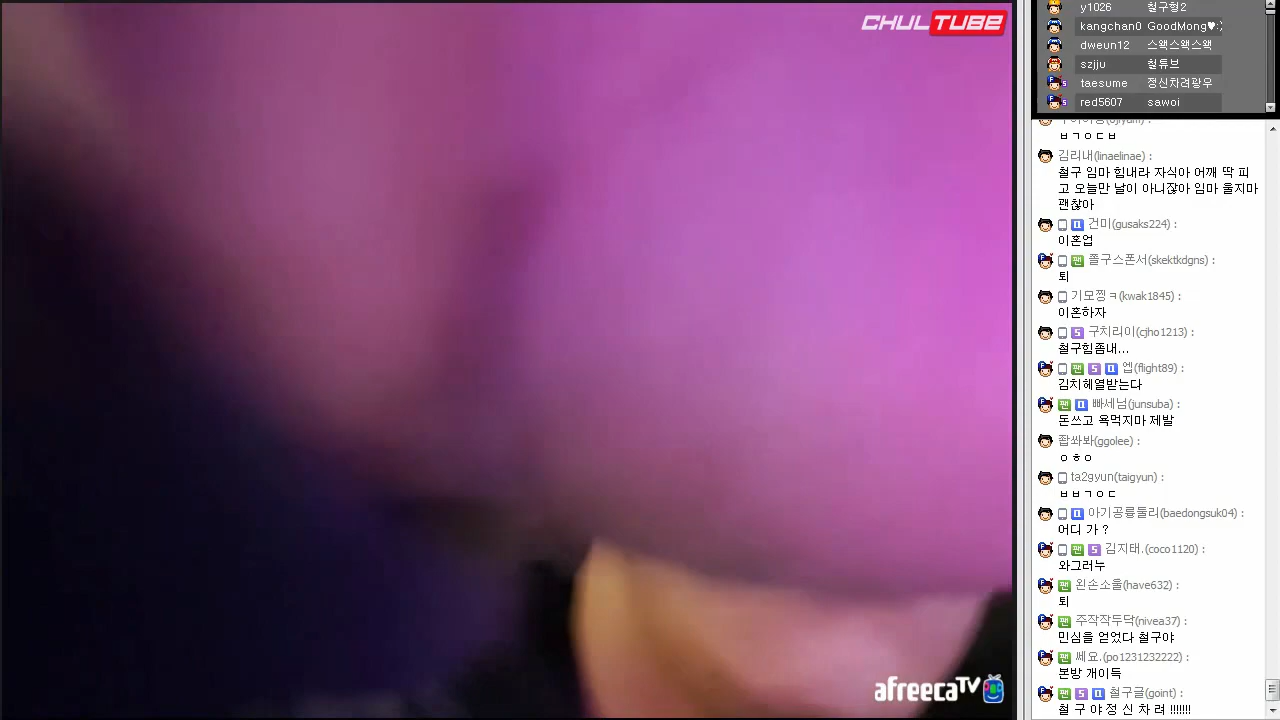 CHULTUBE
afreecaTV
y1026 철구형2
kangchan0 GoodMong♥:)
dweun12 스왝스왝스왝
szjju 철튜브
taesume 정신차려광우
red5607 sawoi
ㅂㄱㅇㄷㅂ
김리내(linaelinae) :
철구 임마 힘내라 자식아 어깨 딱 피
고 오늘만 날이 아니잖아 임마 울지마
괜찮아
건미(gusaks224) :
이혼업
쫄구스폰서(skektkdgns) :
퇴
기모찡ㅋ(kwak1845) :
이혼하자
구치리이(cjho1213) :
철구힘좀내...
엡(flight89) :
김치헤열받는다
빠세넘(junsuba) :
돈쓰고 욕먹지마 제발
좝쏴봐(ggolee) :
ㅇㅎㅇ
ta2gyun(taigyun) :
ㅂㅂㄱㅇㄷ
아기공룡둘리(baedongsuk04) :
어디 가 ?
김지태.(coco1120) :
와그러누
왼손소울(have632) :
퇴
주작작두닥(nivea37) :
민심을 얻었다 철구야
쎄요.(po1231232222) :
본방 개이득
철구글(goint) :
철 구 야 정 신 차 려 !!!!!!!